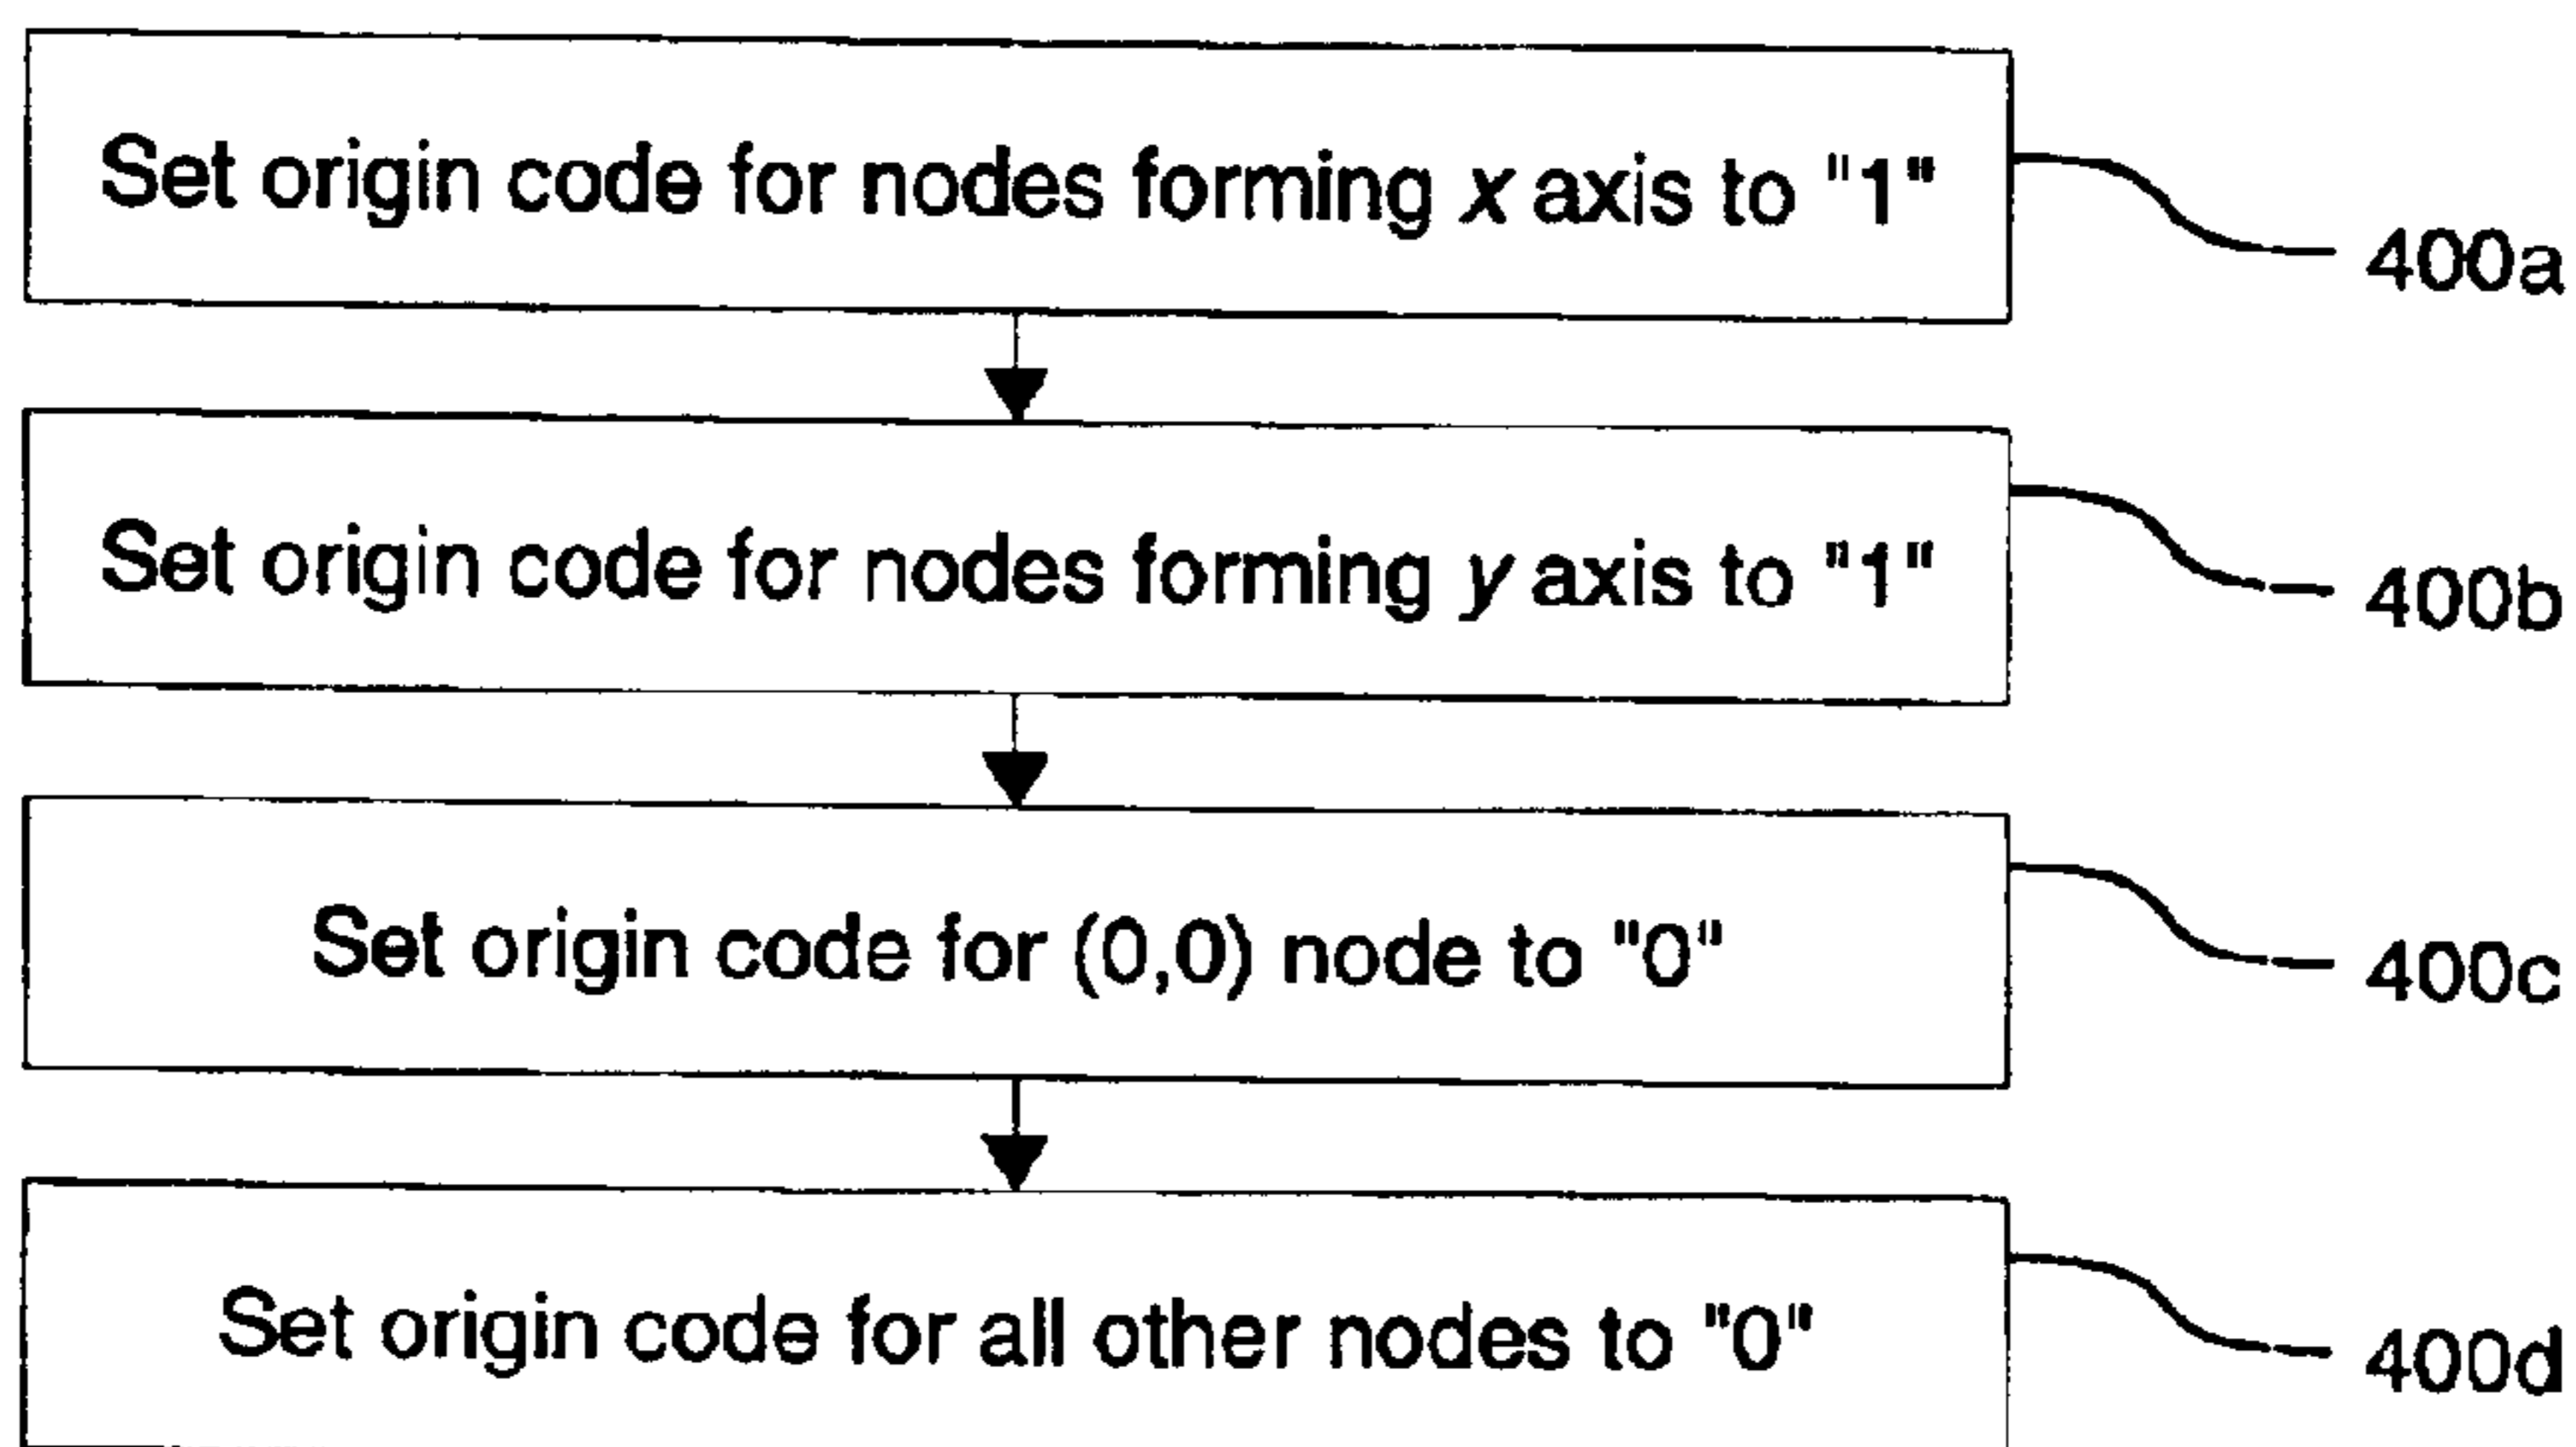 Set origin code for nodes forming x axis to "1"
400a
Set origin code for nodes forming y axis to "1"
400b
Set origin code for (0,0) node to "0"
400c
Set origin code for all other nodes to "0"
400d